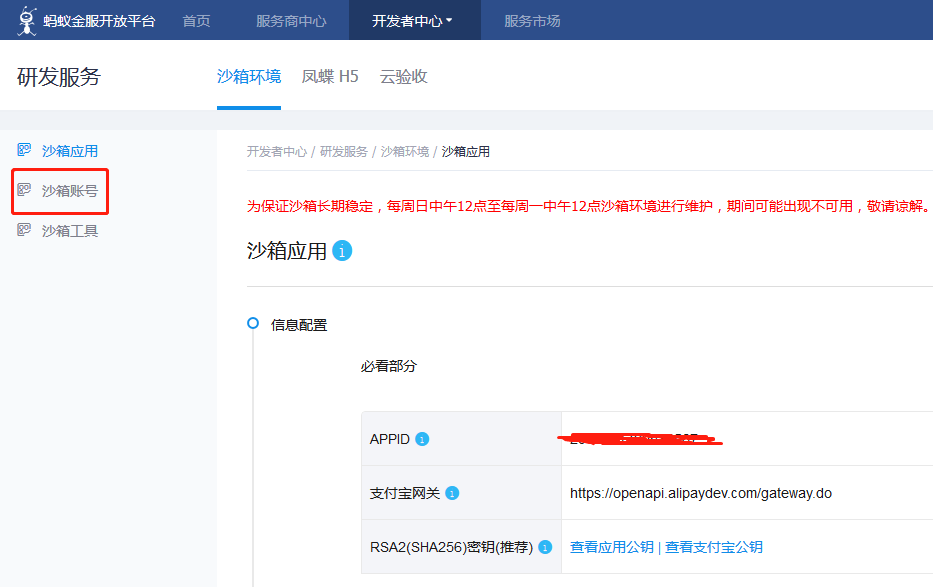 蚂蚁金服开放平台 首页 服务商中心 开发者中心 服务市场
研发服务 沙箱环境 凤蝶 H5 云验收
沙箱应用
沙箱账号
沙箱工具
开发者中心 / 研发服务 / 沙箱环境 / 沙箱应用
为保证沙箱长期稳定，每周日中午12点至每周一中午12点沙箱环境进行维护，期间可能出现不可用，敬请谅解。
沙箱应用
信息配置
必看部分
APPID
支付宝网关 https://openapi.alipaydev.com/gateway.do
RSA2(SHA256)密钥(推荐) 查看应用公钥 | 查看支付宝公钥